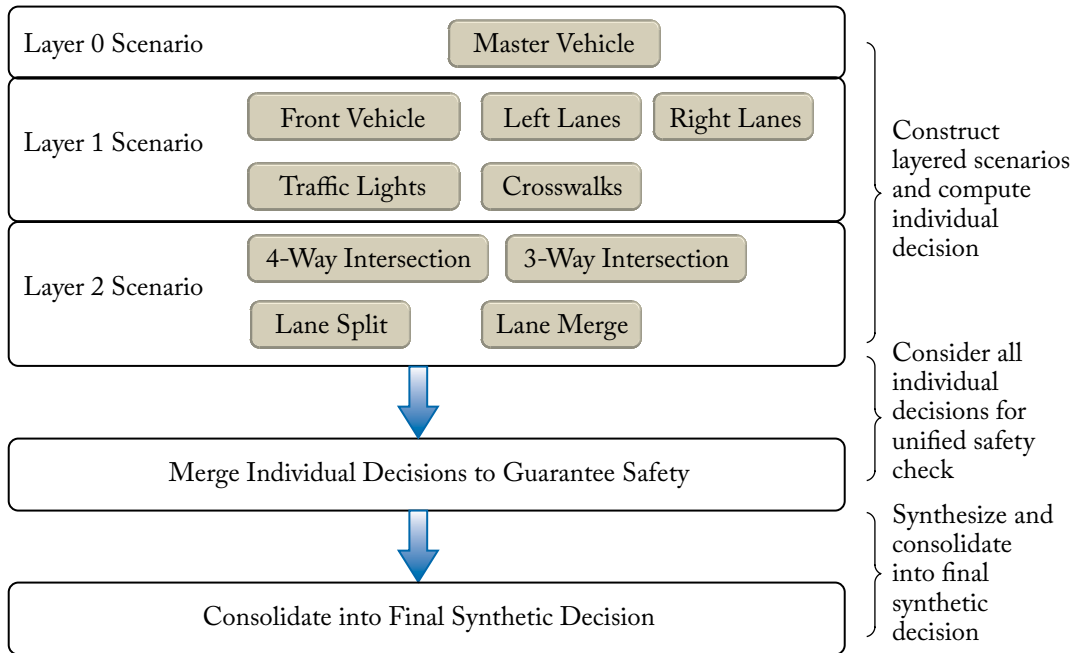 Layer 0 Scenario
Master Vehicle
Layer 1 Scenario
Front Vehicle
Left Lanes
Right Lanes
Traffic Lights
Crosswalks
Layer 2 Scenario
4-Way Intersection
3-Way Intersection
Lane Split
Lane Merge
Construct
layered scenarios
and compute
individual
decision
Consider all
individual
decisions for
unified safety
check
Merge Individual Decisions to Guarantee Safety
Synthesize and
consolidate
into final
synthetic
decision
Consolidate into Final Synthetic Decision